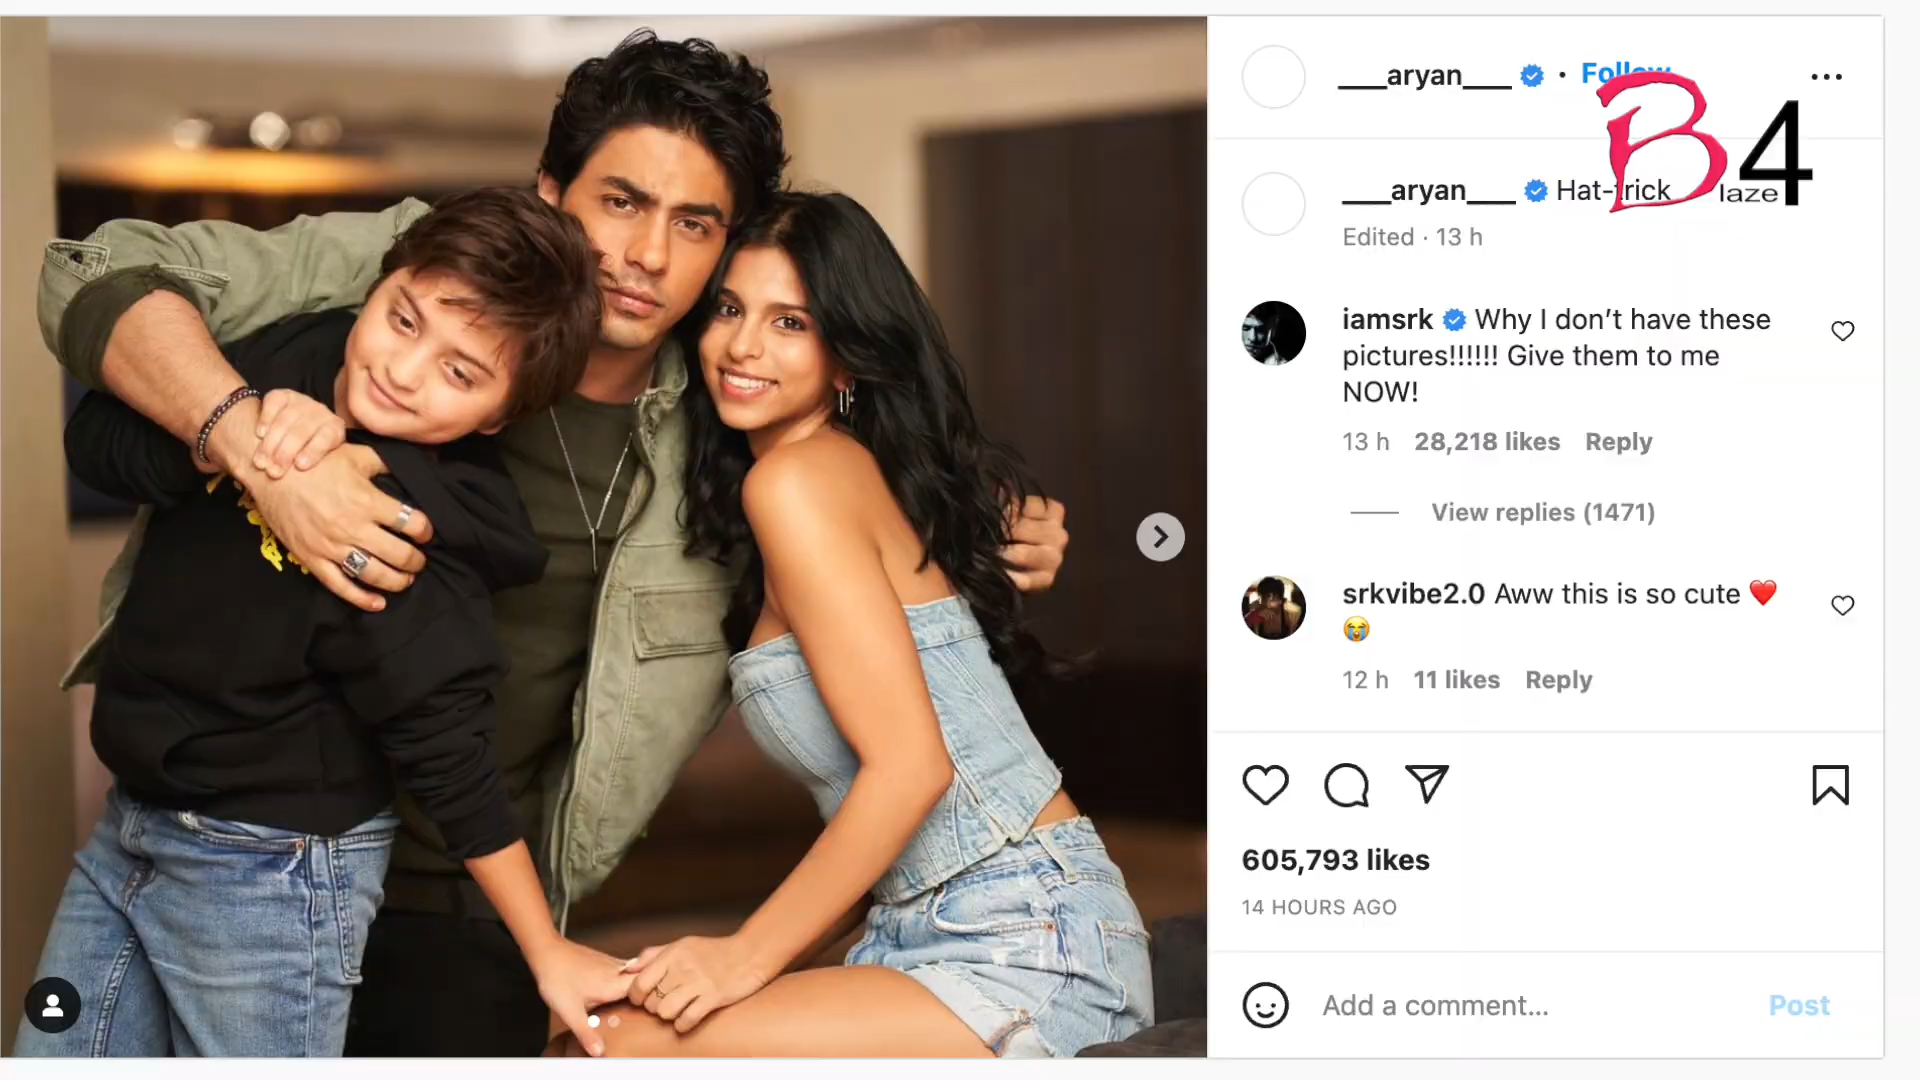 ___aryan___ • Follow
B laze 4
___aryan___ Hat-trick
Edited · 13 h
iamsrk Why I don’t have these
pictures!!!!!! Give them to me
NOW!
13 h 28,218 likes Reply
View replies (1471)
srkvibe2.0 Aww this is so cute ❤️
😭
12 h 11 likes Reply
605,793 likes
14 HOURS AGO
Add a comment... Post